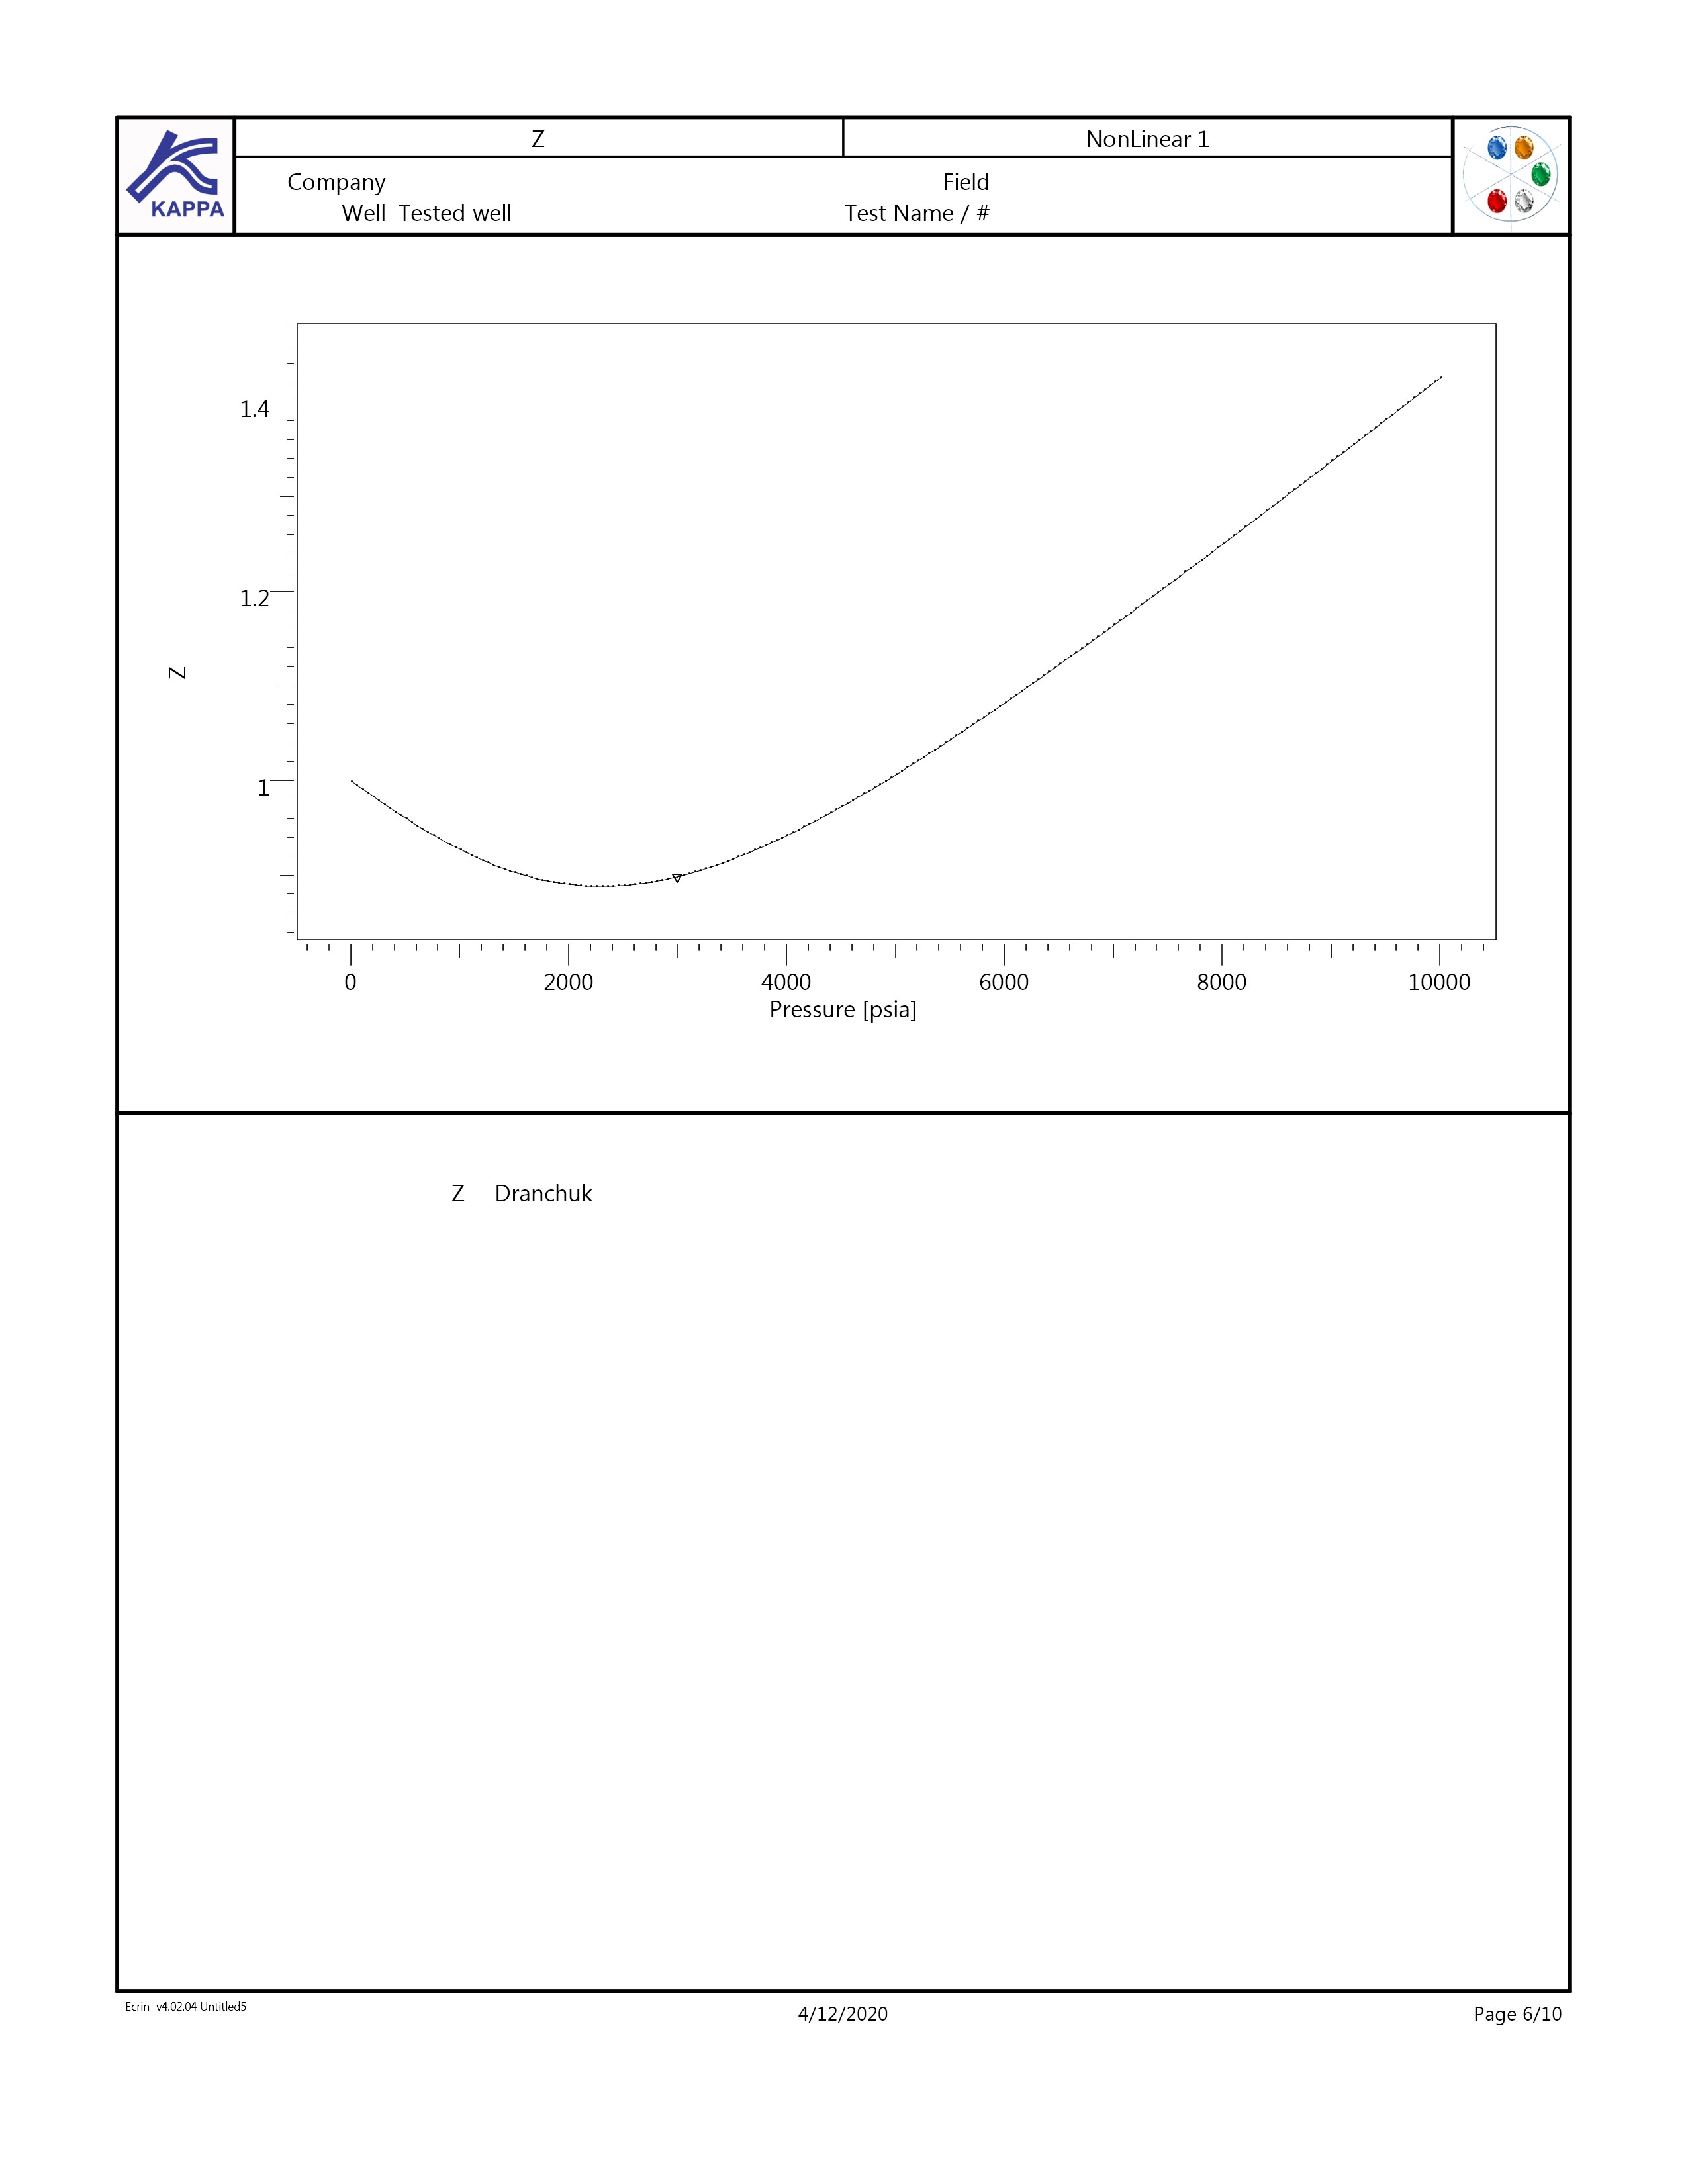 Z
NonLinear 1
KAPPA
Company
Field
Well Tested well
Test Name / #
1.4
1.2
Z
1
0 2000 4000 6000 8000 10000
Pressure [psia]
Z Dranchuk
Ecrin v4.02.04 Untitled5
4/12/2020
Page 6/10